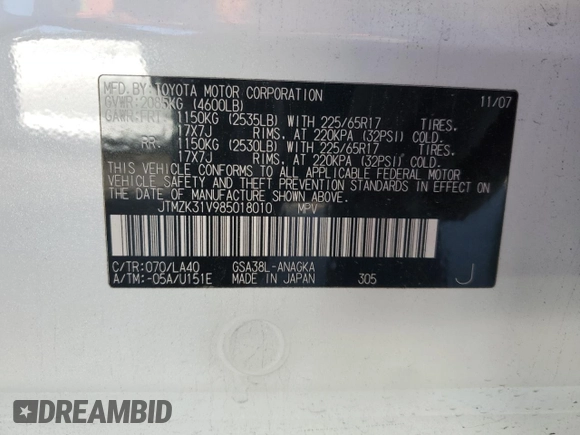 MFD.BY:TOYOTA MOTOR CORPORATION 11/07
GVWR:2085KG (4600LB)
GAWR:FRT. 1150KG (2535LB) WITH 225/65R17 TIRES.
17X7J RIMS. AT 220KPA (32PSI) COLD.
RR. 1150KG (2530LB) WITH 225/65R17 TIRES.
17X7J RIMS. AT 220KPA (32PSI) COLD.
THIS VEHICLE CONFORMS TO ALL APPLICABLE FEDERAL MOTOR
VEHICLE SAFETY AND THEFT PREVENTION STANDARDS IN EFFECT ON
THE DATE OF MANUFACTURE SHOWN ABOVE.
JTMZK31V985018010 MPV
C/TR:070/LA40 GSA38L-ANAGKA
A/TM:-05A/U151E MADE IN JAPAN 305 J
DREAMBID